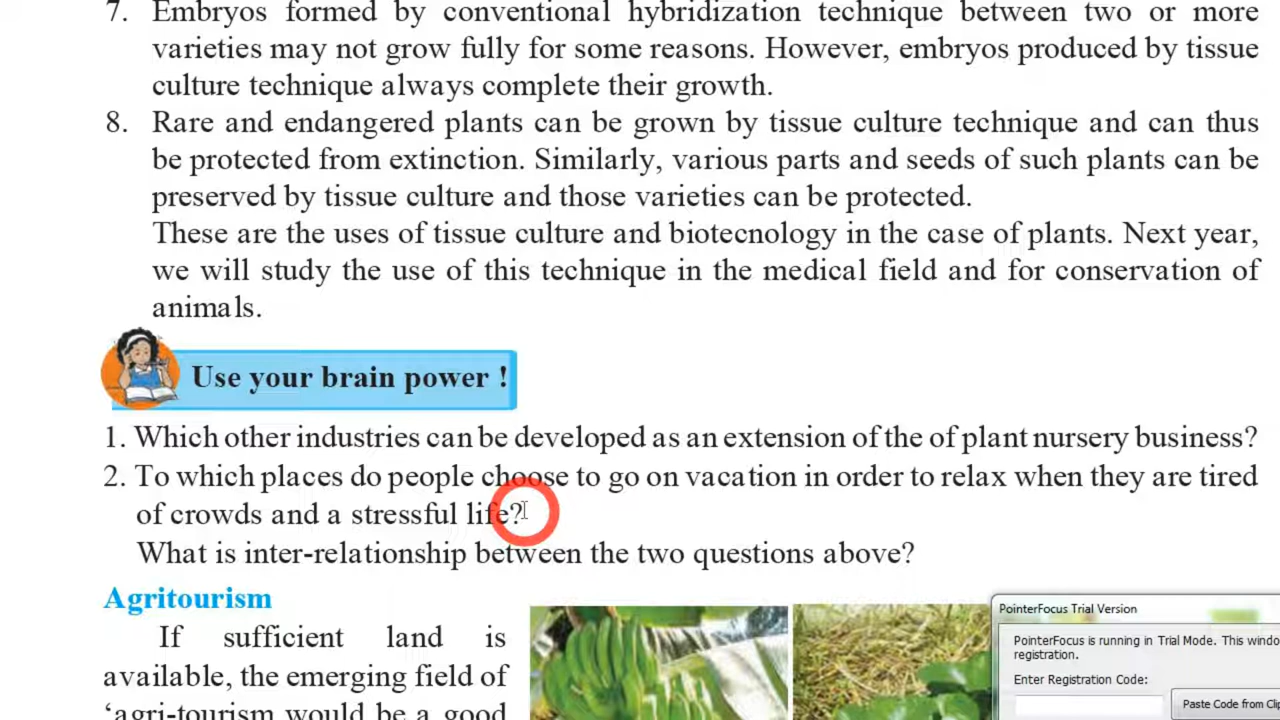 7. Embryos formed by conventional hybridization technique between two or more
varieties may not grow fully for some reasons. However, embryos produced by tissue
culture technique always complete their growth.
8. Rare and endangered plants can be grown by tissue culture technique and can thus
be protected from extinction. Similarly, various parts and seeds of such plants can be
preserved by tissue culture and those varieties can be protected.
These are the uses of tissue culture and biotecnology in the case of plants. Next year,
we will study the use of this technique in the medical field and for conservation of
animals.
Use your brain power !
1. Which other industries can be developed as an extension of the of plant nursery business?
2. To which places do people choose to go on vacation in order to relax when they are tired
of crowds and a stressful life?
What is inter-relationship between the two questions above?
Agritourism
If sufficient land is
available, the emerging field of
‘agri-tourism would be a good
PointerFocus Trial Version
PointerFocus is running in Trial Mode. This
registration.
Enter Registration Code:
Paste Code from